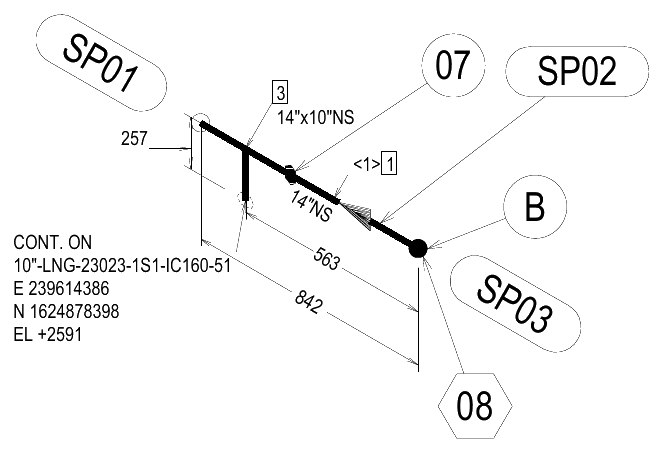 SP01
07
SP02
3
14"x10"NS
257
<1> 1
14"NS
B
CONT. ON
10"-LNG-23023-1S1-IC160-51
E 239614386
N 1624878398
EL +2591
563
842
SP03
08